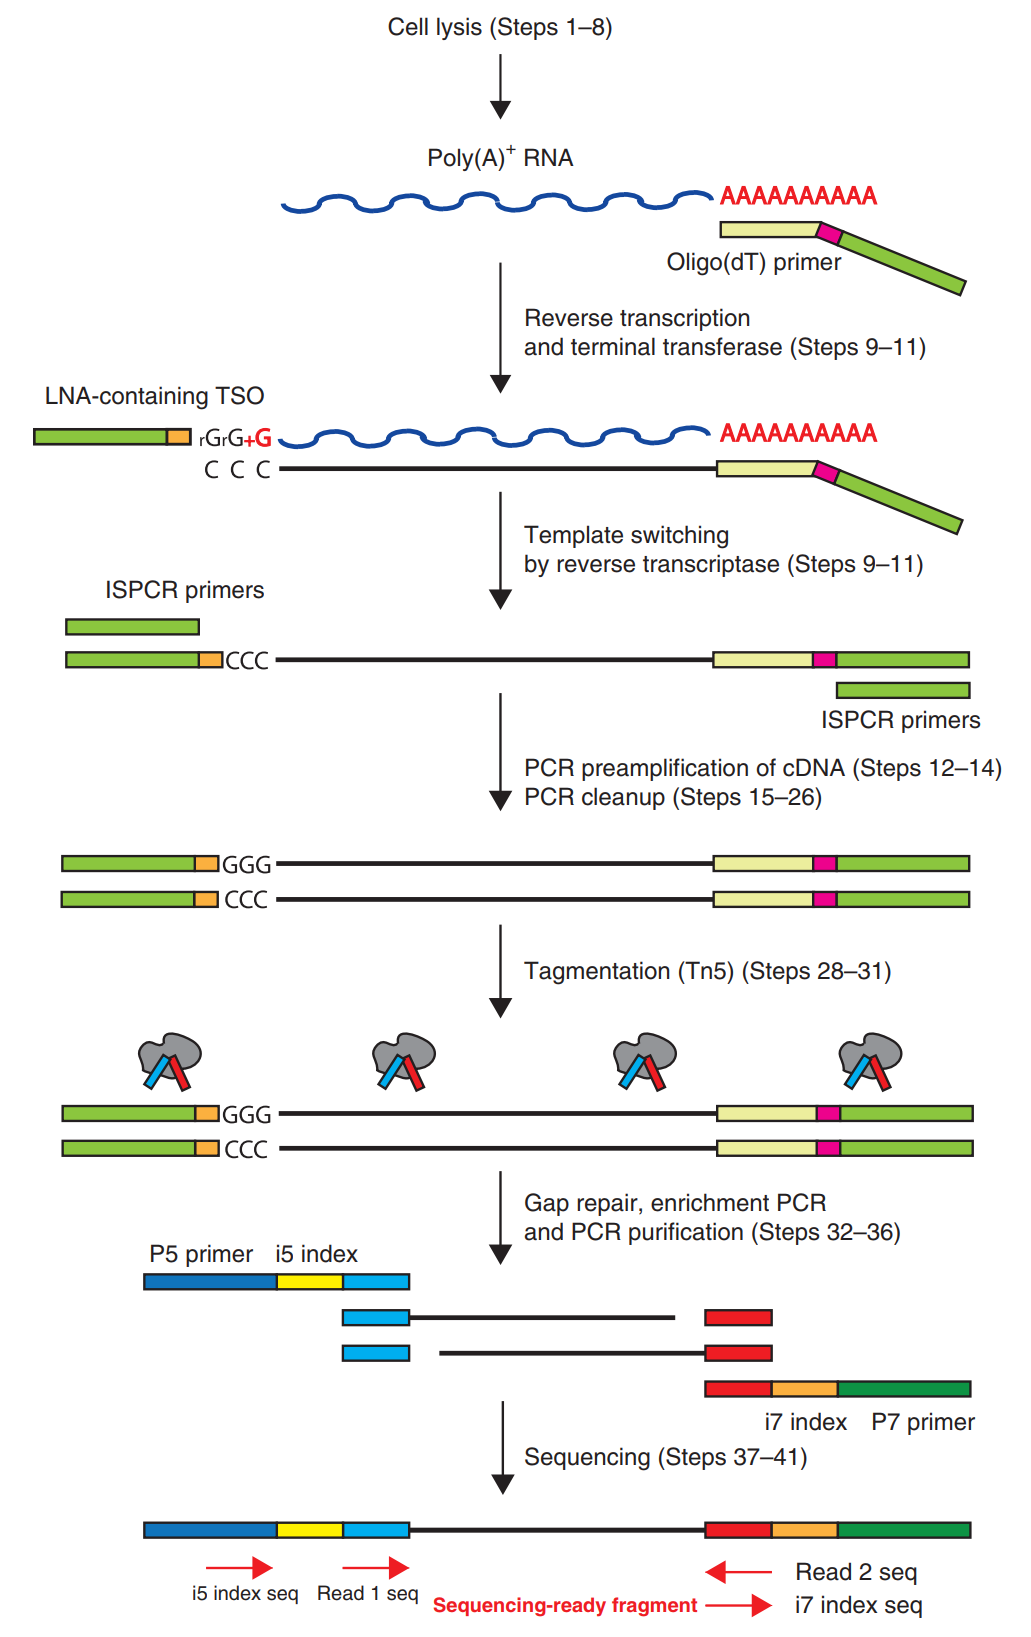 Cell lysis (Steps 1–8)
Poly(A)+ RNA
AAAAAAAAAA
Oligo(dT) primer
Reverse transcription
and terminal transferase (Steps 9–11)
LNA-containing TSO
rGrG+G
AAAAAAAAAA
C C C
Template switching
by reverse transcriptase (Steps 9–11)
ISPCR primers
CCC
ISPCR primers
PCR preamplification of cDNA (Steps 12–14)
PCR cleanup (Steps 15–26)
GGG
CCC
Tagmentation (Tn5) (Steps 28–31)
GGG
CCC
Gap repair, enrichment PCR
and PCR purification (Steps 32–36)
P5 primer i5 index
i7 index P7 primer
Sequencing (Steps 37–41)
i5 index seq Read 1 seq
Read 2 seq
Sequencing-ready fragment
i7 index seq